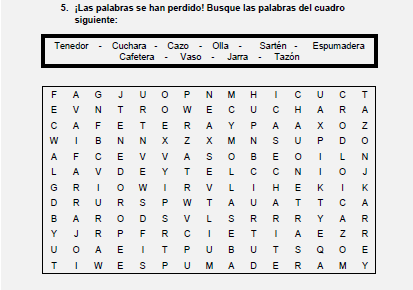 5. ¡Las palabras se han perdido! Busque las palabras del cuadro
siguiente:
Tenedor - Cuchara - Cazo - Olla - Sartén - Espumadera
Cafetera - Vaso - Jarra - Tazón
F A G J U O P N M H I C U C T
E V N T R O W E C U C H A R A
C A F E T E R A Y P A A X O Z
W I B N N X Z X M N S U P D O
A F C E V V A S O B E O I L N
L A V D E Y T E L C C N I O J
G R I O W I R V L I H E K I K
D R U R S P W T A U A T T C A
B A R O D S V L S R R R Y A R
Y J R P F R C I E T I A E Z R
U O A E I T P U B U T S Q O E
T I W E S P U M A D E R A M Y